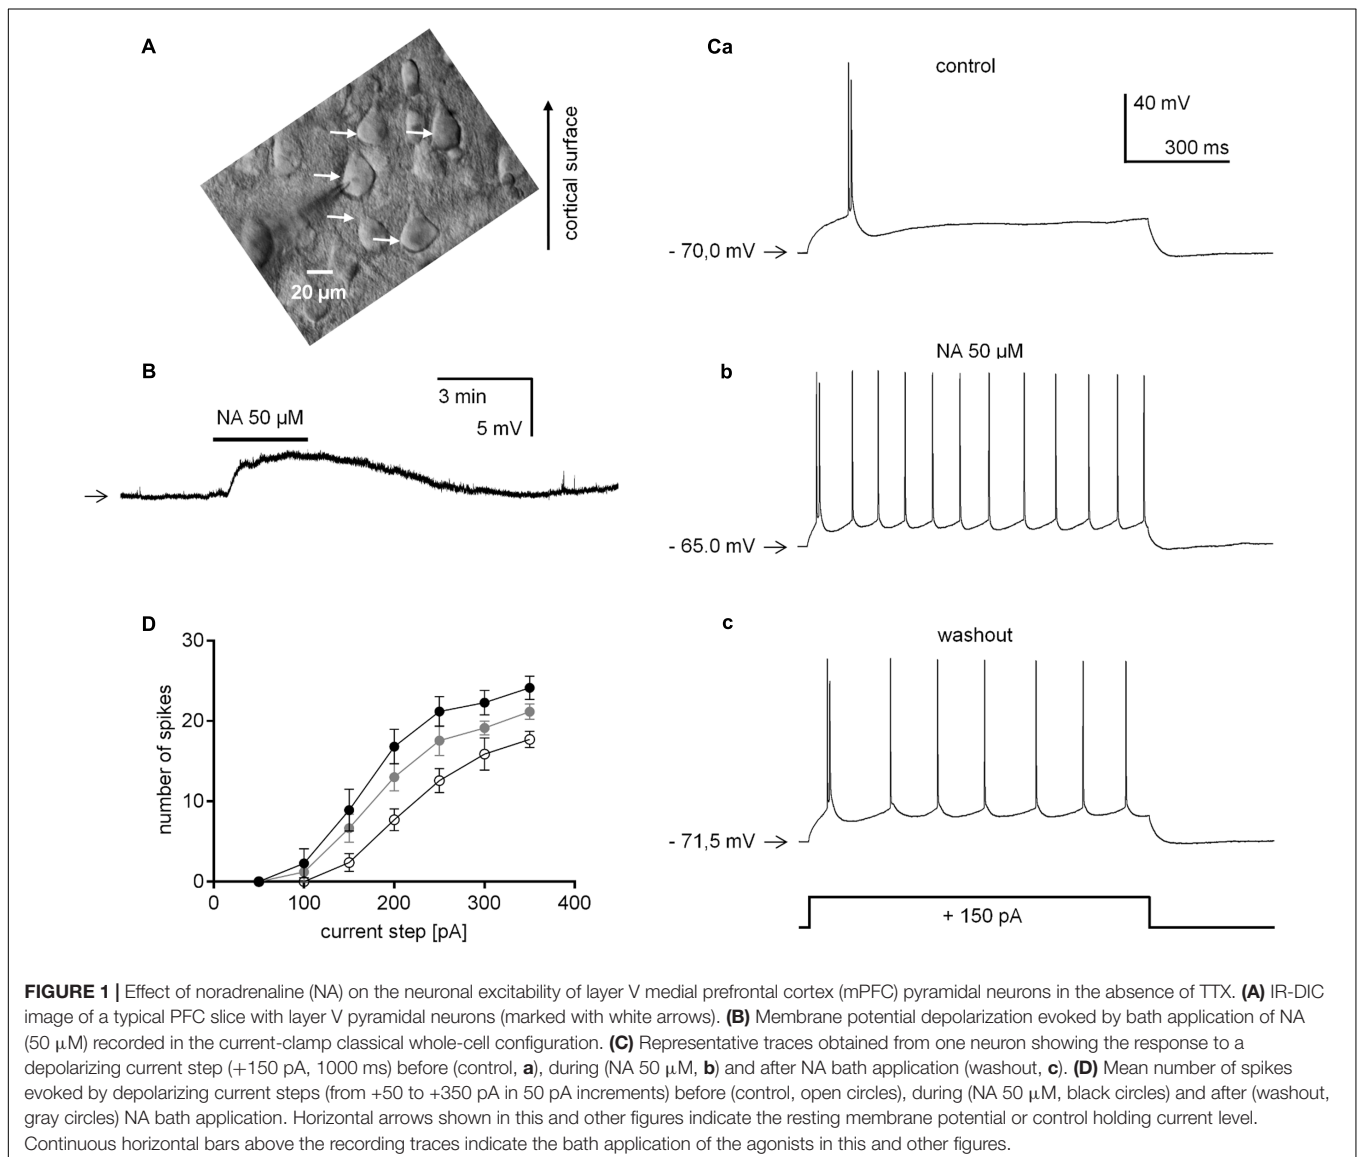 A
cortical surface
20 µm
B
NA 50 µM
3 min
5 mV
Ca
control
40 mV
300 ms
- 70,0 mV
b
NA 50 µM
- 65.0 mV
c
washout
- 71,5 mV
+ 150 pA
D
number of spikes
30
20
10
0
0 100 200 300 400
current step [pA]
FIGURE 1 | Effect of noradrenaline (NA) on the neuronal excitability of layer V medial prefrontal cortex (mPFC) pyramidal neurons in the absence of TTX. (A) IR-DIC
image of a typical PFC slice with layer V pyramidal neurons (marked with white arrows). (B) Membrane potential depolarization evoked by bath application of NA
(50 µM) recorded in the current-clamp classical whole-cell configuration. (C) Representative traces obtained from one neuron showing the response to a
depolarizing current step (+150 pA, 1000 ms) before (control, a), during (NA 50 µM, b) and after NA bath application (washout, c). (D) Mean number of spikes
evoked by depolarizing current steps (from +50 to +350 pA in 50 pA increments) before (control, open circles), during (NA 50 µM, black circles) and after (washout,
gray circles) NA bath application. Horizontal arrows shown in this and other figures indicate the resting membrane potential or control holding current level.
Continuous horizontal bars above the recording traces indicate the bath application of the agonists in this and other figures.